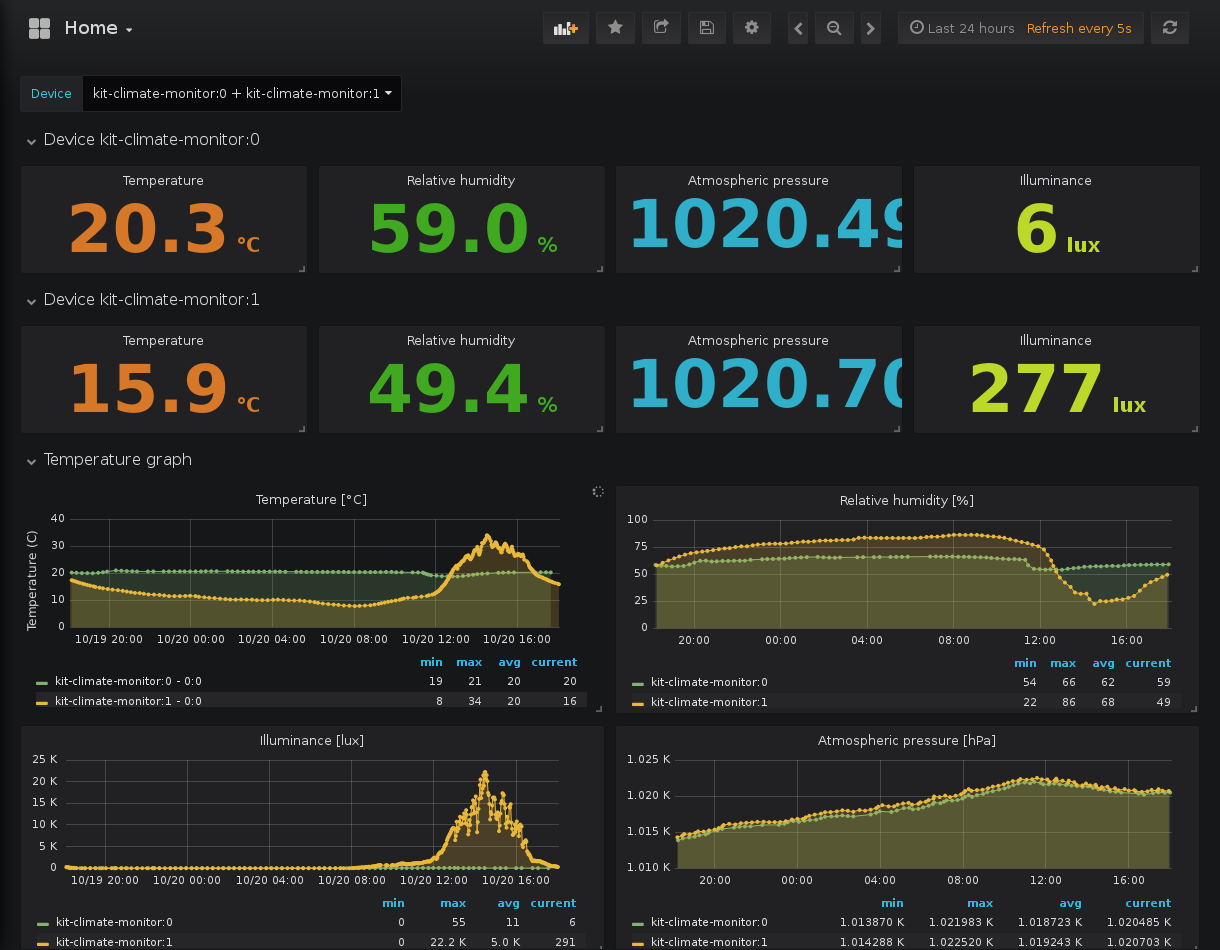 Home
Last 24 hours Refresh every 5s
Device kit-climate-monitor:0 + kit-climate-monitor:1
Device kit-climate-monitor:0
Temperature Relative humidity Atmospheric pressure Illuminance
20.3 °C 59.0 % 1020.49 6 lux
Device kit-climate-monitor:1
Temperature Relative humidity Atmospheric pressure Illuminance
15.9 °C 49.4 % 1020.70 277 lux
Temperature graph
Temperature [°C]
Temperature (C)
40
30
20
10
0
10/19 20:00 10/20 00:00 10/20 04:00 10/20 08:00 10/20 12:00 10/20 16:00
min max avg current
kit-climate-monitor:0 - 0:0 19 21 20 20
kit-climate-monitor:1 - 0:0 8 34 20 16
Relative humidity [%]
100
75
50
25
0
20:00 00:00 04:00 08:00 12:00 16:00
min max avg current
kit-climate-monitor:0 54 66 62 59
kit-climate-monitor:1 22 86 68 49
Illuminance [lux]
25 K
20 K
15 K
10 K
5 K
0
10/19 20:00 10/20 00:00 10/20 04:00 10/20 08:00 10/20 12:00 10/20 16:00
min max avg current
kit-climate-monitor:0 0 55 11 6
kit-climate-monitor:1 0 22.2 K 5.0 K 291
Atmospheric pressure [hPa]
1.025 K
1.020 K
1.015 K
1.010 K
20:00 00:00 04:00 08:00 12:00 16:00
min max avg current
kit-climate-monitor:0 1.013870 K 1.021983 K 1.018723 K 1.020485 K
kit-climate-monitor:1 1.014288 K 1.022520 K 1.019243 K 1.020703 K